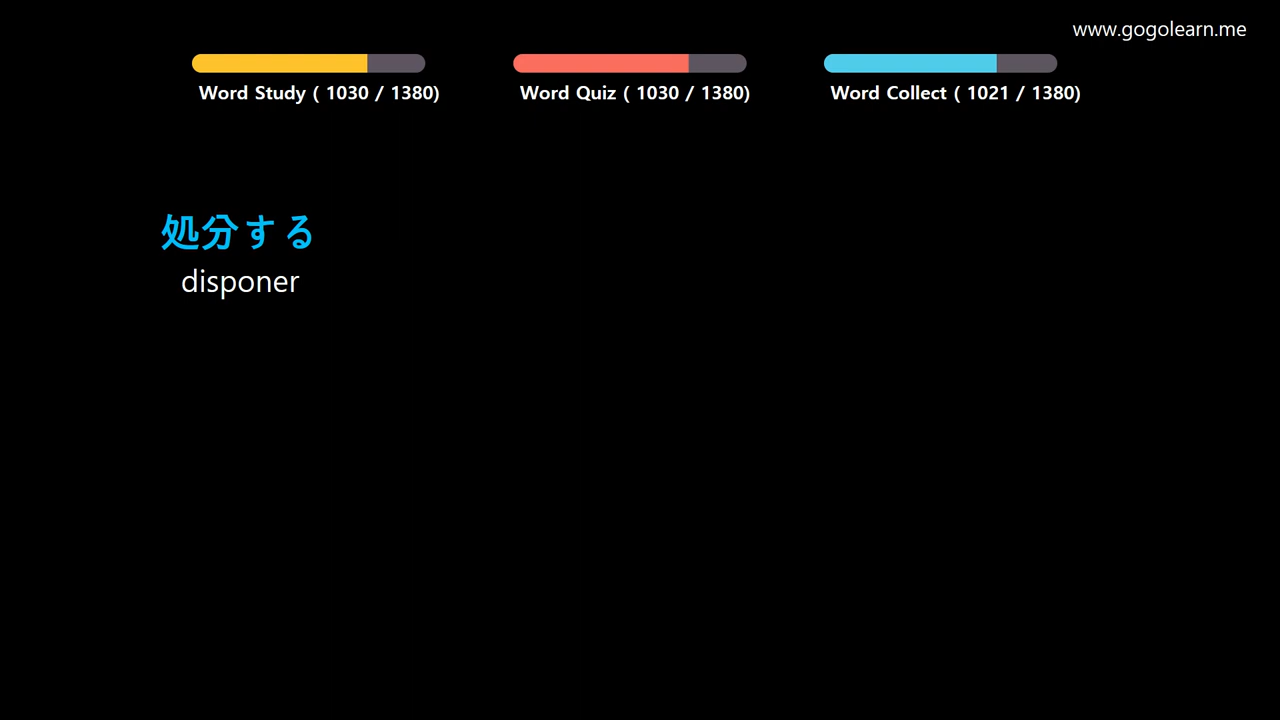 www.gogolearn.me
Word Study ( 1030 / 1380)
Word Quiz ( 1030 / 1380)
Word Collect ( 1021 / 1380)
処分する
disponer